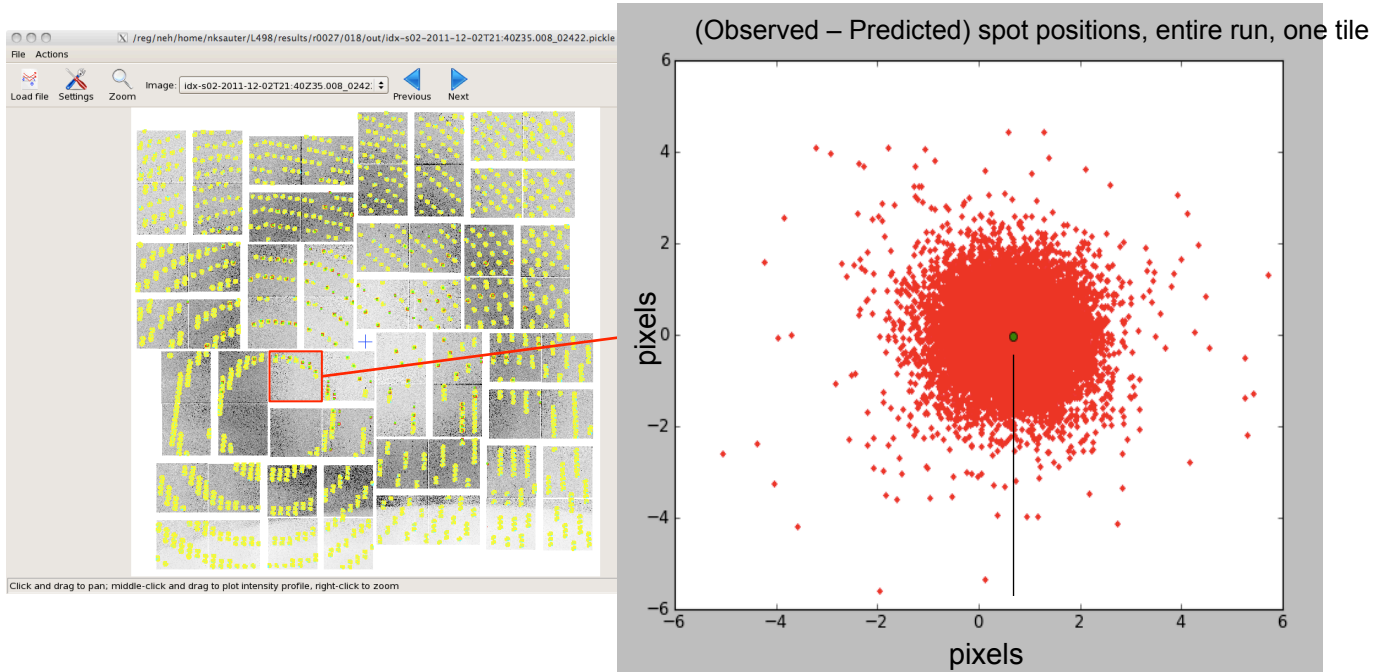 (Observed – Predicted) spot positions, entire run, one tile
X /reg/neh/home/nksauter/L498/results/r0027/018/out/idx-s02-2011-12-02T21:40Z35.008_02422.pickle
File Actions
Load file Settings Zoom Image: idx-s02-2011-12-02T21:40Z35.008_0242 Previous Next
6
4
2
0
−2
−4
−6
pixels
−6 −4 −2 0 2 4 6
pixels
Click and drag to pan; middle-click and drag to plot intensity profile, right-click to zoom